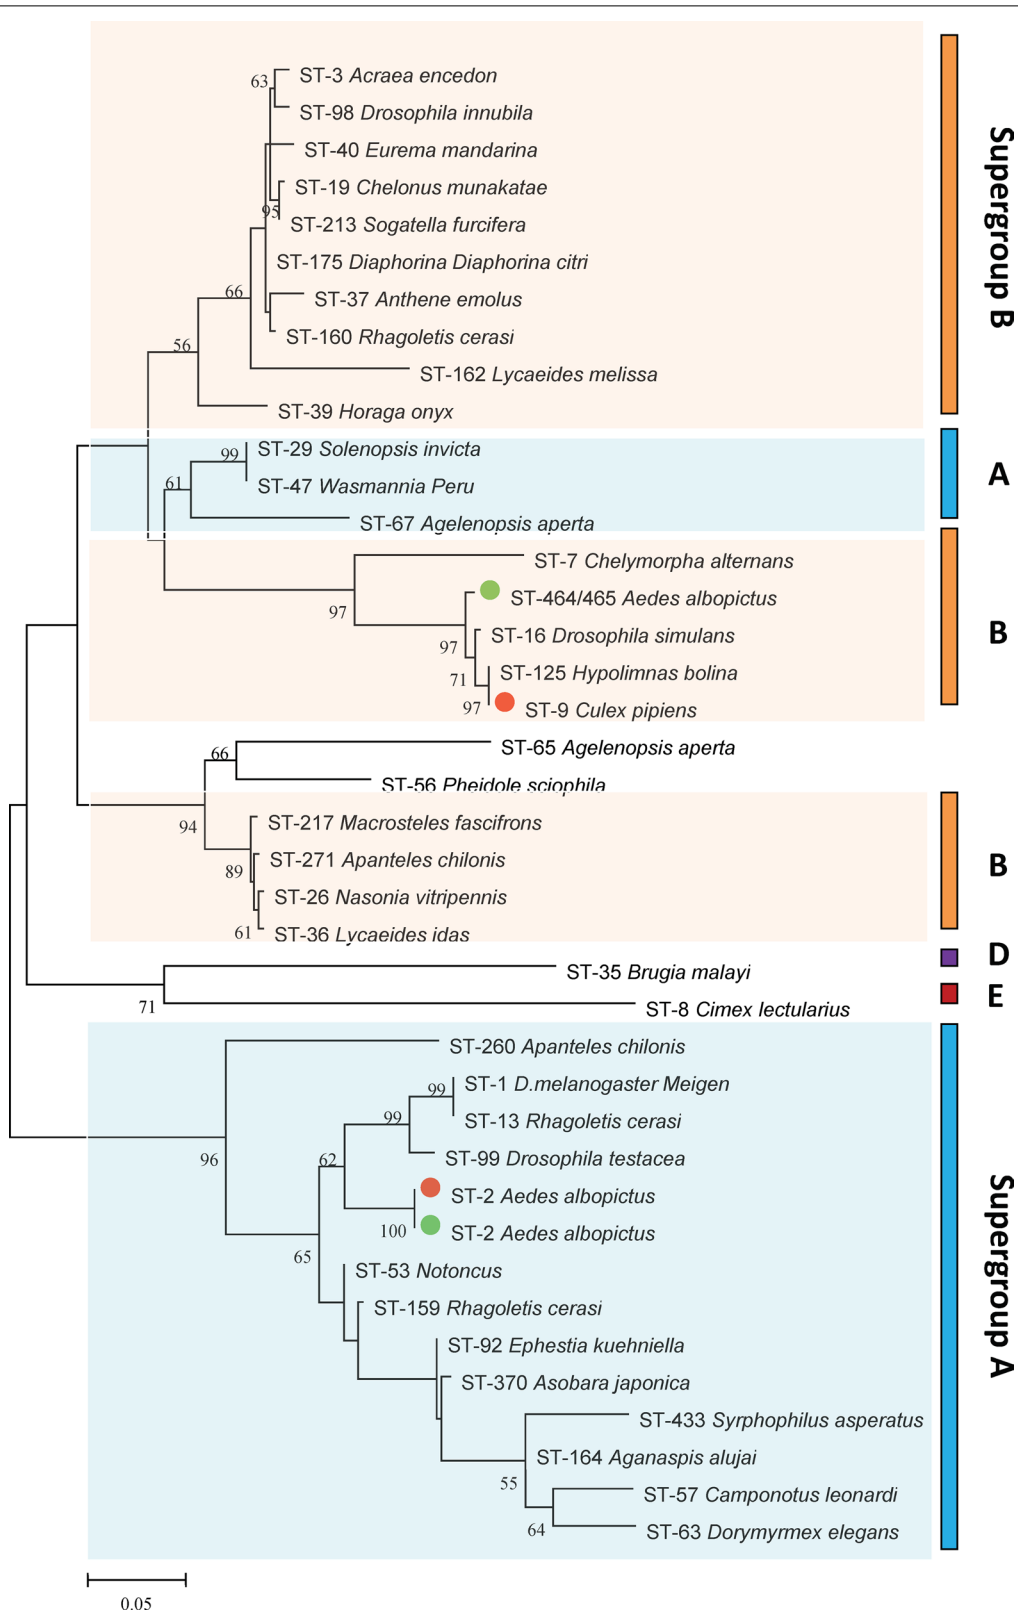 63
ST-3 Acraea encedon
ST-98 Drosophila innubila
ST-40 Eurema mandarina
ST-19 Chelonus munakatae
95
ST-213 Sogatella furcifera
ST-175 Diaphorina Diaphorina citri
66
ST-37 Anthene emolus
ST-160 Rhagoletis cerasi
56
ST-162 Lycaeides melissa
ST-39 Horaga onyx
Supergroup B
99
ST-29 Solenopsis invicta
61
ST-47 Wasmannia Peru
ST-67 Agelenopsis aperta
A
ST-7 Chelymorpha alternans
97
ST-464/465 Aedes albopictus
97
ST-16 Drosophila simulans
71
ST-125 Hypolimnas bolina
97
ST-9 Culex pipiens
B
66
ST-65 Agelenopsis aperta
ST-56 Pheidole sciophila
94
ST-217 Macrosteles fascifrons
89
ST-271 Apanteles chilonis
ST-26 Nasonia vitripennis
61
ST-36 Lycaeides idas
B
D
ST-35 Brugia malayi
71
ST-8 Cimex lectularius
E
ST-260 Apanteles chilonis
99
ST-1 D.melanogaster Meigen
99
ST-13 Rhagoletis cerasi
96
62
ST-99 Drosophila testacea
ST-2 Aedes albopictus
100
ST-2 Aedes albopictus
65
ST-53 Notoncus
ST-159 Rhagoletis cerasi
ST-92 Ephestia kuehniella
ST-370 Asobara japonica
ST-433 Syrphophilus asperatus
ST-164 Aganaspis alujai
55
ST-57 Camponotus leonardi
64
ST-63 Dorymyrmex elegans
Supergroup A
0.05